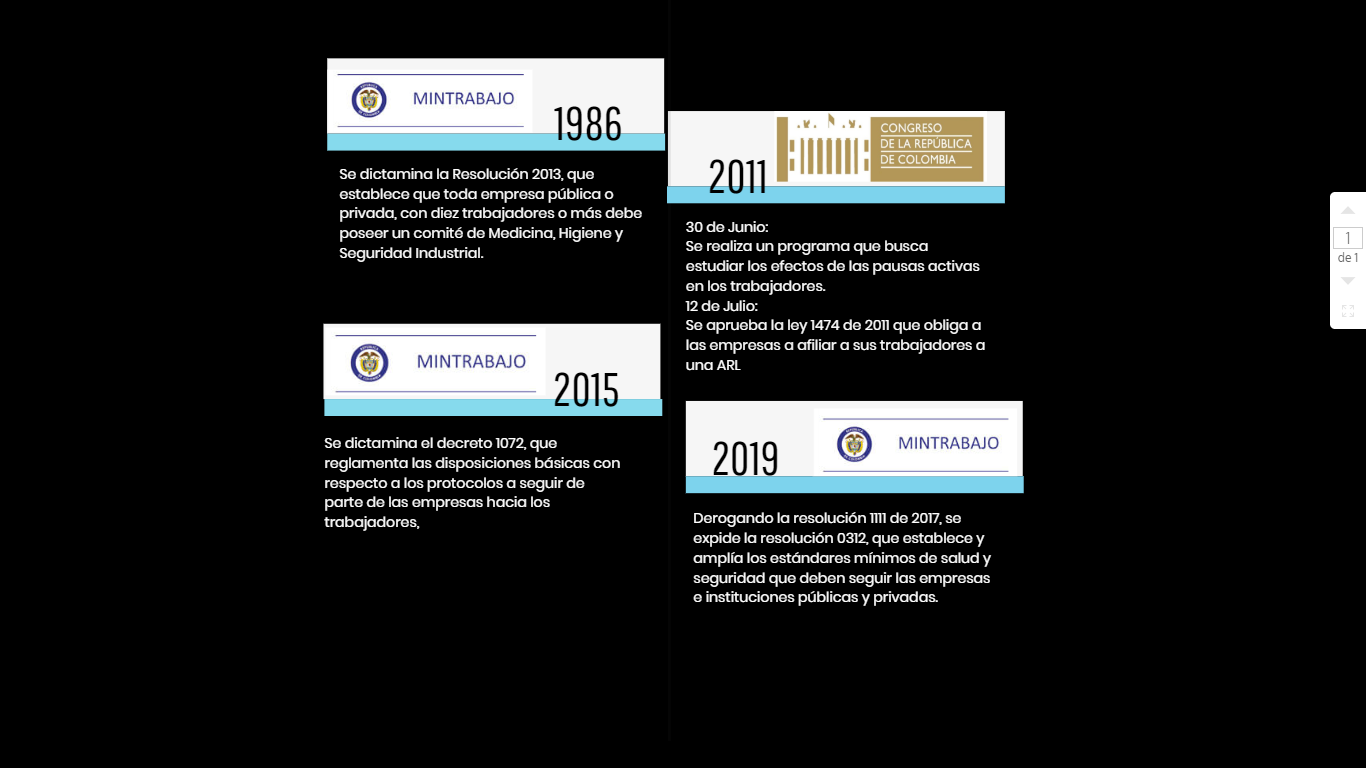 MINTRABAJO
1986
Se dictamina la Resolución 2013, que
establece que toda empresa pública o
privada, con diez trabajadores o más debe
poseer un comité de Medicina, Higiene y
Seguridad Industrial.
2011
CONGRESO
DE LA REPÚBLICA
DE COLOMBIA
30 de Junio:
Se realiza un programa que busca
estudiar los efectos de las pausas activas
en los trabajadores.
12 de Julio:
Se aprueba la ley 1474 de 2011 que obliga a
las empresas a afiliar a sus trabajadores a
una ARL
MINTRABAJO
2015
Se dictamina el decreto 1072, que
reglamenta las disposiciones básicas con
respecto a los protocolos a seguir de
parte de las empresas hacia los
trabajadores,
2019
MINTRABAJO
Derogando la resolución 1111 de 2017, se
expide la resolución 0312, que establece y
amplía los estándares mínimos de salud y
seguridad que deben seguir las empresas
e instituciones públicas y privadas.
1
de 1